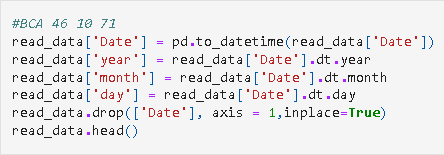 #BCA 46 10 71
read_data['Date'] = pd.to_datetime(read_data['Date'])
read_data['year'] = read_data['Date'].dt.year
read_data['month'] = read_data['Date'].dt.month
read_data['day'] = read_data['Date'].dt.day
read_data.drop(['Date'], axis = 1,inplace=True)
read_data.head()